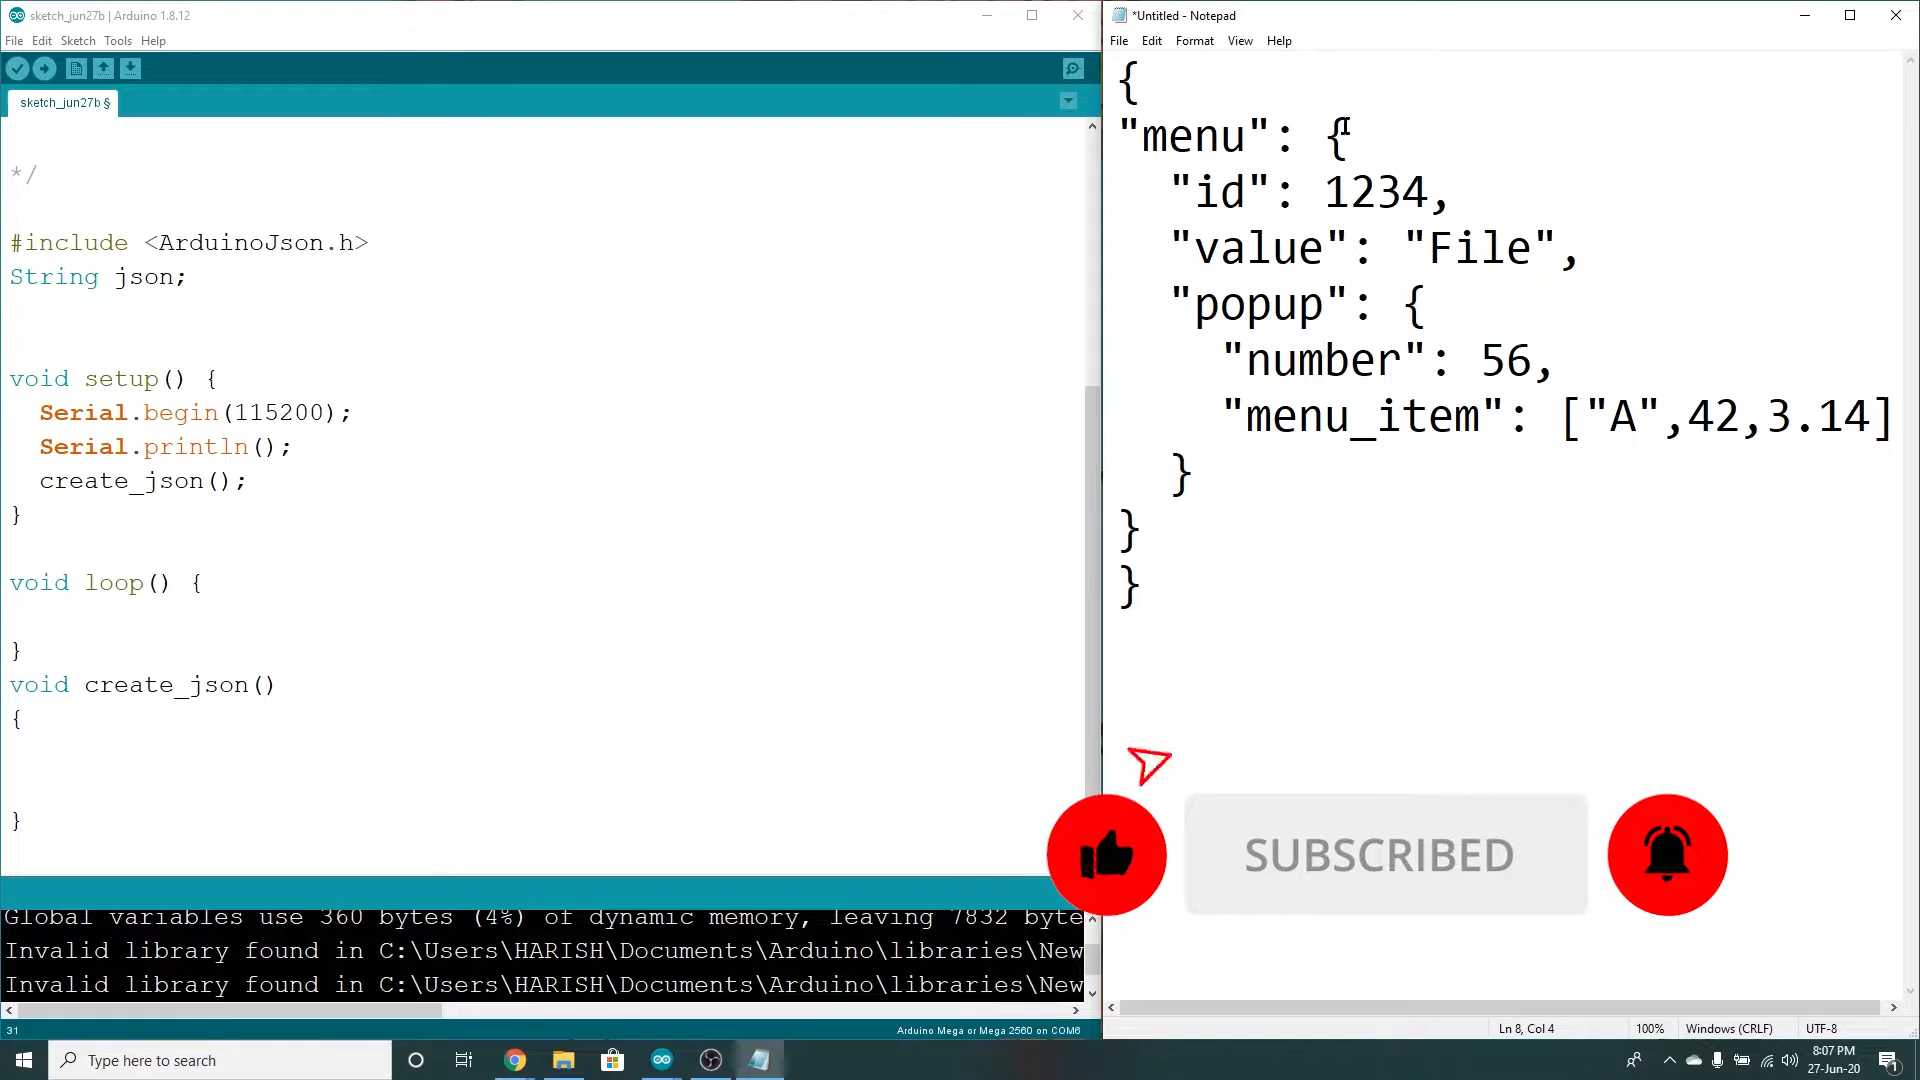 sketch_jun27b | Arduino 1.8.12
File Edit Sketch Tools Help
sketch_jun27b §
*/
#include <ArduinoJson.h>
String json;
void setup() {
Serial.begin(115200);
Serial.println();
create_json();
}
void loop() {
}
void create_json()
{
}
Global variables use 360 bytes (4%) of dynamic memory, leaving 7832 byte
Invalid library found in C:\Users\HARISH\Documents\Arduino\libraries\New
Invalid library found in C:\Users\HARISH\Documents\Arduino\libraries\New
31
Arduino Mega or Mega 2560 on COM6
*Untitled - Notepad
File Edit Format View Help
{
"menu": {
"id": 1234,
"value": "File",
"popup": {
"number": 56,
"menu_item": ["A",42,3.14]
}
}
}
SUBSCRIBED
Ln 8, Col 4 100% Windows (CRLF) UTF-8
Type here to search
8:07 PM
27-Jun-20
1